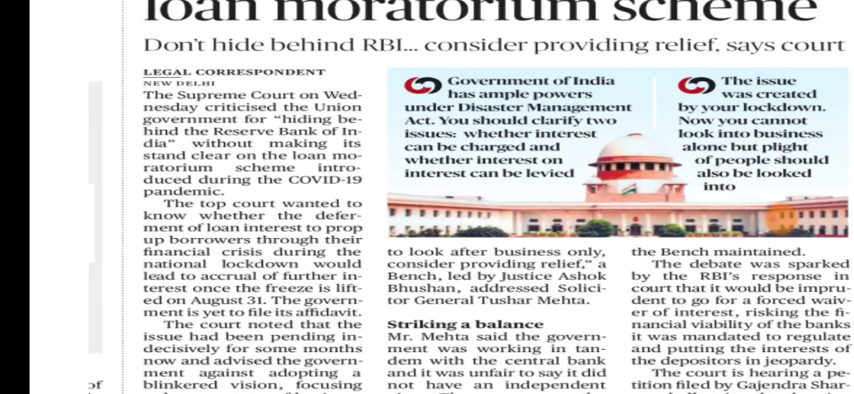 loan moratorium scheme
Don't hide behind RBI... consider providing relief, says court
LEGAL CORRESPONDENT
NEW DELHI
The Supreme Court on Wed-
nesday criticised the Union
government for “hiding be-
hind the Reserve Bank of In-
dia” without making its
stand clear on the loan mo-
ratorium scheme intro-
duced during the COVID-19
pandemic.
The top court wanted to
know whether the defer-
ment of loan interest to prop
up borrowers through their
financial crisis during the
national lockdown would
lead to accrual of further in-
terest once the freeze is lift-
ed on August 31. The govern-
ment is yet to file its affidavit.
The court noted that the
issue had been pending in-
decisively for some months
now and advised the govern-
ment against adopting a
blinkered vision, focusing
Government of India
has ample powers
under Disaster Management
Act. You should clarify two
issues: whether interest
can be charged and
whether interest on
interest can be levied
The issue
was created
by your lockdown.
Now you cannot
look into business
alone but plight
of people should
also be looked
into
to look after business only,
consider providing relief,” a
Bench, led by Justice Ashok
Bhushan, addressed Solici-
tor General Tushar Mehta.
Striking a balance
Mr. Mehta said the govern-
ment was working in tan-
dem with the central bank
and it was unfair to say it did
not have an independent
the Bench maintained.
The debate was sparked
by the RBI's response in
court that it would be impru-
dent to go for a forced waiv-
er of interest, risking the fi-
nancial viability of the banks
it was mandated to regulate
and putting the interests of
the depositors in jeopardy.
The court is hearing a pe-
tition filed by Gajendra Shar-
of